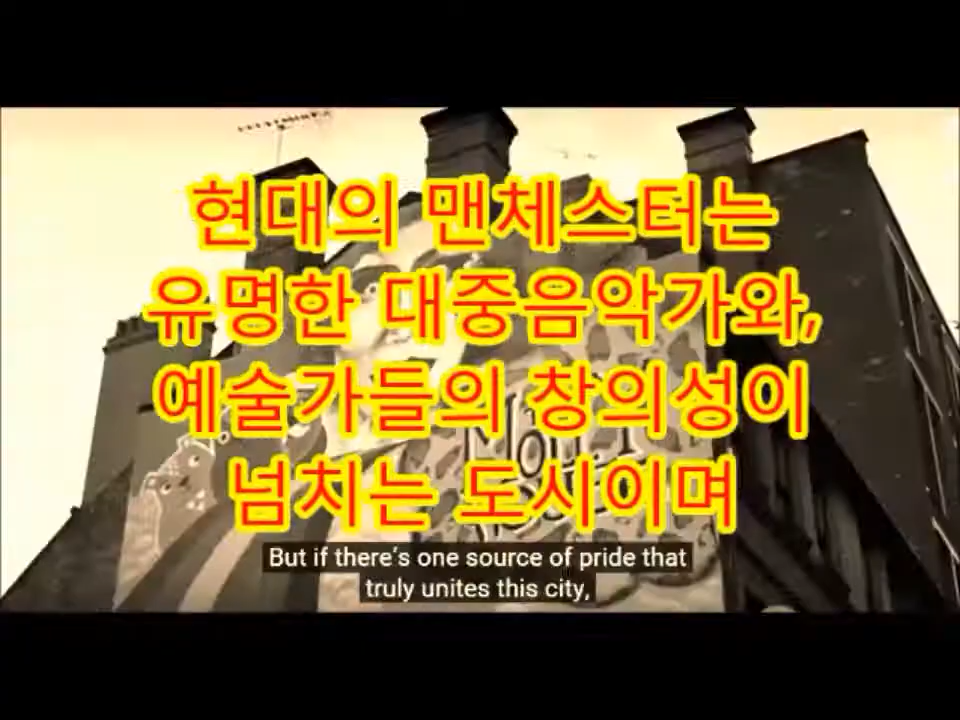 현대의 맨체스터는
유명한 대중음악가와,
예술가들의 창의성이
넘치는 도시이며
But if there's one source of pride that
truly unites this city,